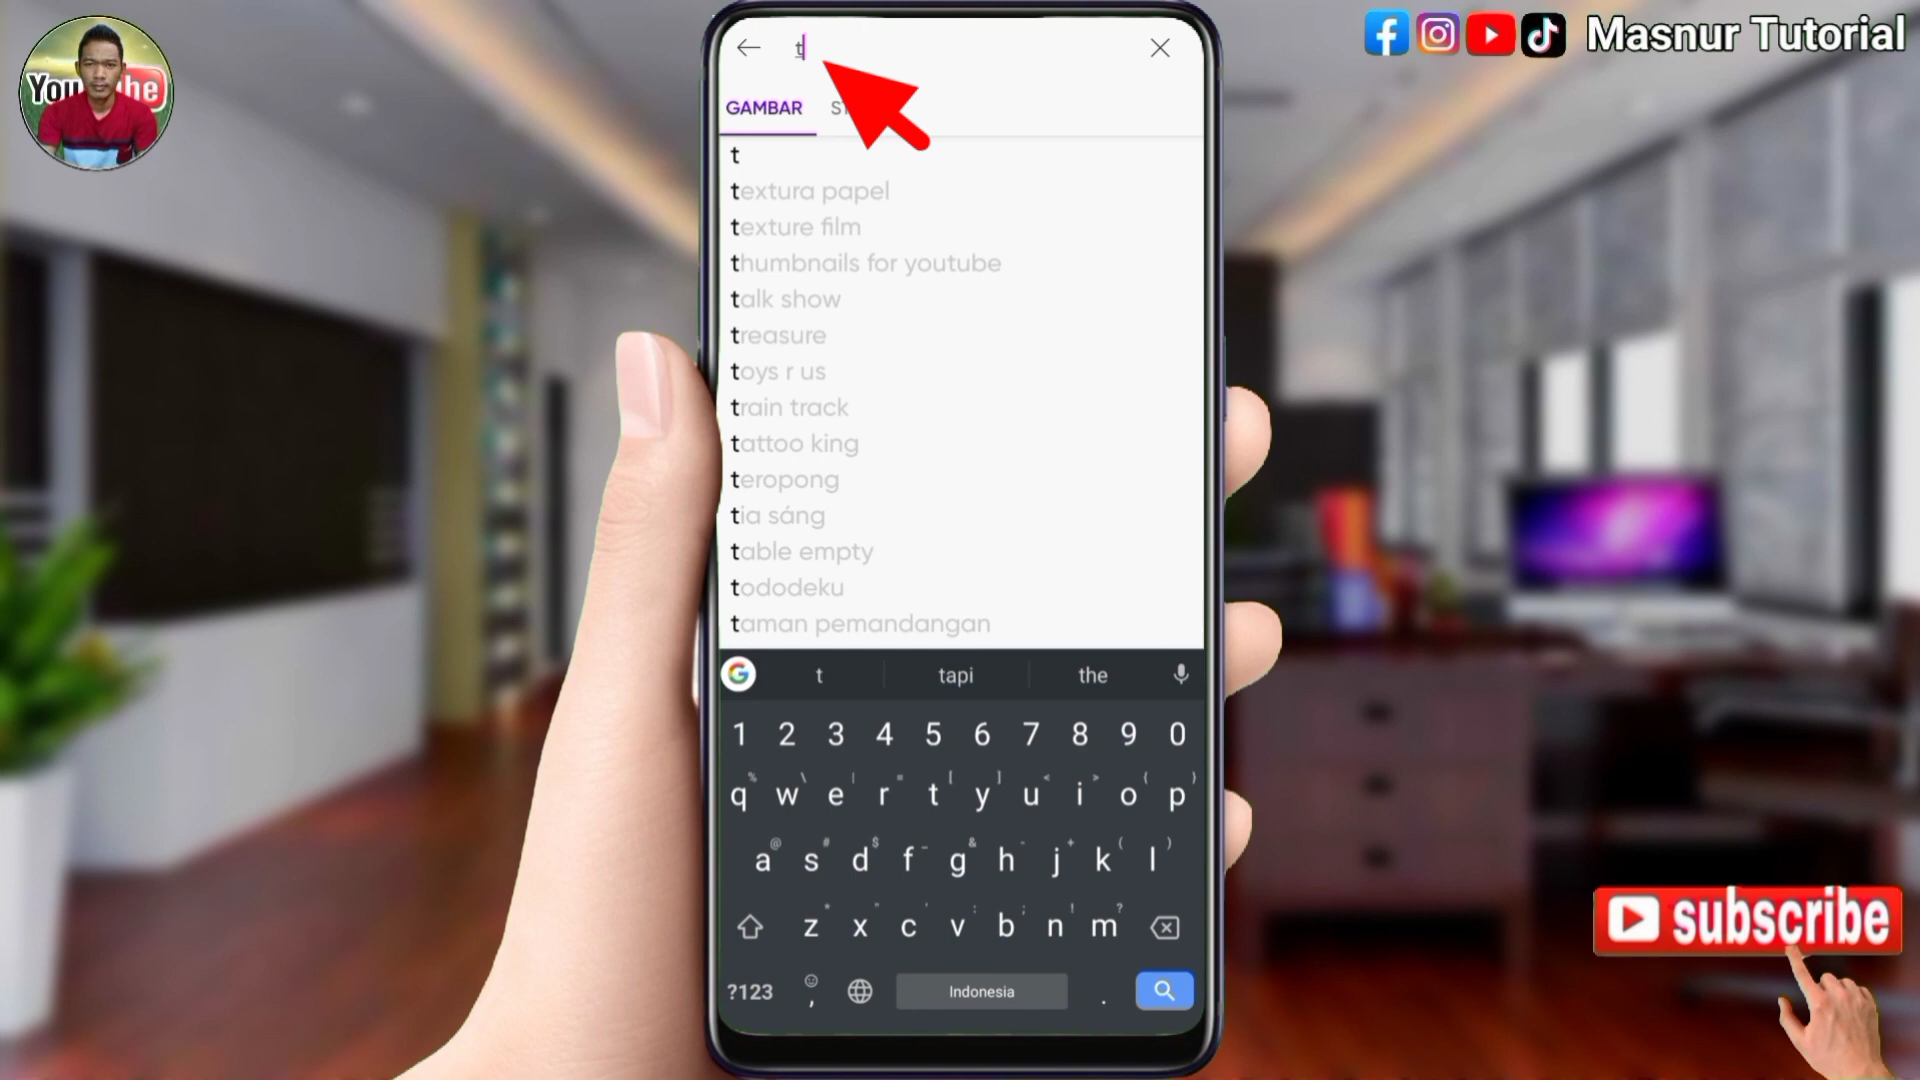 Masnur Tutorial
t
GAMBAR
t
textura papel
texture film
thumbnails for youtube
talk show
treasure
toys r us
train track
tattoo king
teropong
tia sáng
table empty
tododeku
taman pemandangan
t tapi the
1 2 3 4 5 6 7 8 9 0
q w e r t y u i o p
a s d f g h j k l
z x c v b n m
?123 , Indonesia .
subscribe